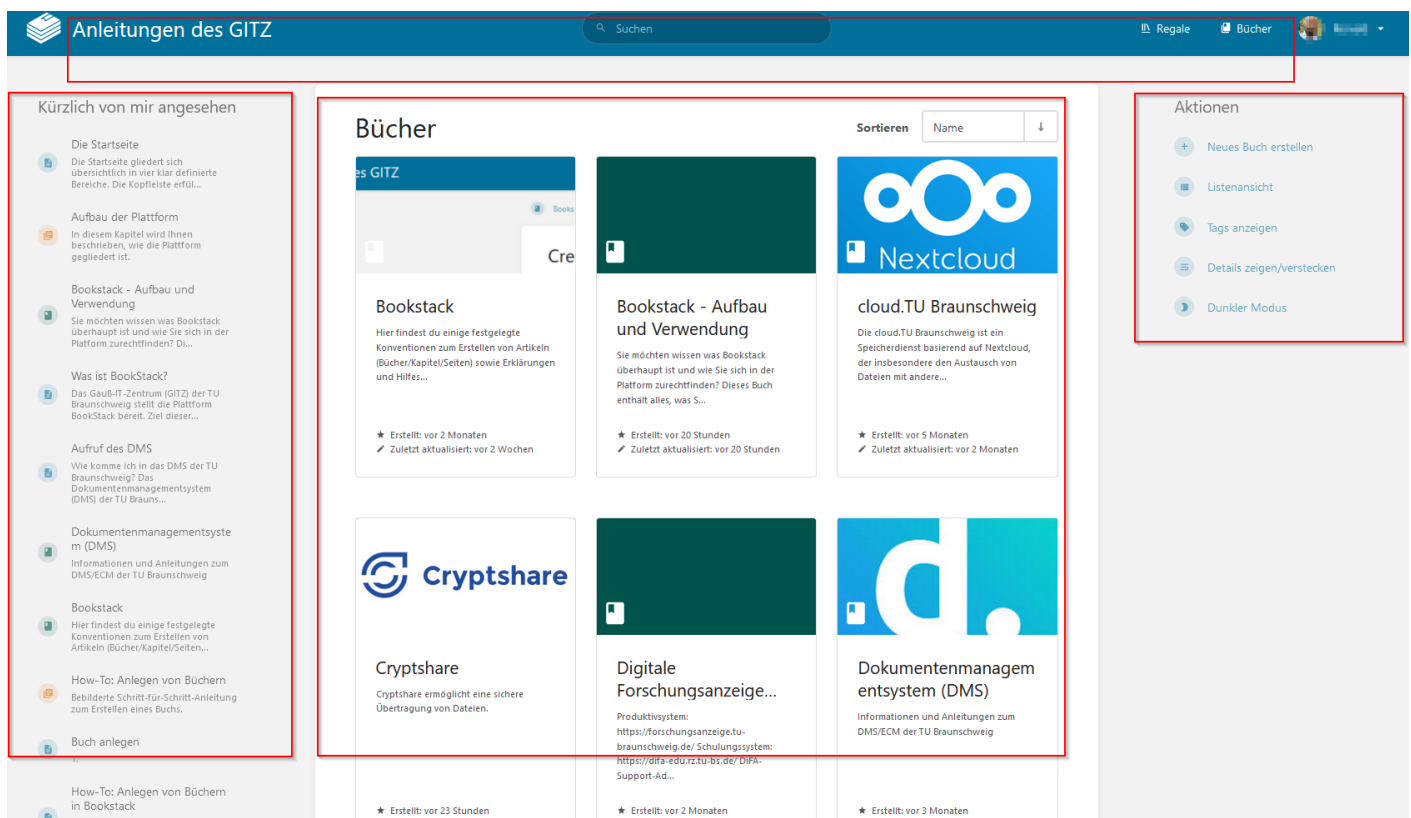 Anleitungen des GITZ
Suchen
Regale
Bücher
Kürzlich von mir angesehen
Die Startseite
Die Startseite gliedert sich
übersichtlich in vier klar definierte
Bereiche. Die Kopfleiste erfül...
Aufbau der Plattform
In diesem Kapitel wird Ihnen
beschrieben, wie die Plattform
gegliedert ist.
Bookstack - Aufbau und
Verwendung
Sie möchten wissen was Bookstack
überhaupt ist und wie Sie sich in der
Platform zurechtfinden? Di...
Was ist BookStack?
Das Gauß-IT-Zentrum (GITZ) der TU
Braunschweig stellt die Plattform
BookStack bereit. Ziel dieser...
Aufruf des DMS
Wie komme ich in das DMS der TU
Braunschweig? Das
Dokumentenmanagementsystem
(DMS) der TU Brauns...
Dokumentenmanagementsyste
m (DMS)
Informationen und Anleitungen zum
DMS/ECM der TU Braunschweig
Bookstack
Hier findest du einige festgelegte
Konventionen zum Erstellen von
Artikeln (Bücher/Kapitel/Seiten...
How-To: Anlegen von Büchern
Bebilderte Schritt-für-Schritt-Anleitung
zum Erstellen eines Buchs.
Buch anlegen
How-To: Anlegen von Büchern
in Bookstack
Bücher
Sortieren
Name
es GITZ
Books
Cre
Bookstack
Hier findest du einige festgelegte
Konventionen zum Erstellen von Artikeln
(Bücher/Kapitel/Seiten) sowie Erklärungen
und Hilfes...
Erstellt: vor 2 Monaten
Zuletzt aktualisiert: vor 2 Wochen
Bookstack - Aufbau
und Verwendung
Sie möchten wissen was Bookstack
überhaupt ist und wie Sie sich in der
Platform zurechtfinden? Dieses Buch
enthält alles, was S...
Erstellt: vor 20 Stunden
Zuletzt aktualisiert: vor 20 Stunden
Nextcloud
cloud.TU Braunschweig
Die cloud.TU Braunschweig ist ein
Speicherdienst basierend auf Nextcloud,
der insbesondere den Austausch von
Dateien mit andere...
Erstellt: vor 5 Monaten
Zuletzt aktualisiert: vor 2 Monaten
Cryptshare
Cryptshare
Cryptshare ermöglicht eine sichere
Übertragung von Dateien.
Erstellt: vor 23 Stunden
Digitale
Forschungsanzeige...
Produktivsystem:
https://forschungsanzeige.tu-
braunschweig.de/ Schulungssystem:
https://difa-edu.rz.tu-bs.de/ DiFA-
Support-Ad...
Erstellt: vor 2 Monaten
d.
Dokumentenmanagem
entsystem (DMS)
Informationen und Anleitungen zum
DMS/ECM der TU Braunschweig
Erstellt: vor 3 Monaten
Aktionen
Neues Buch erstellen
Listenansicht
Tags anzeigen
Details zeigen/verstecken
Dunkler Modus